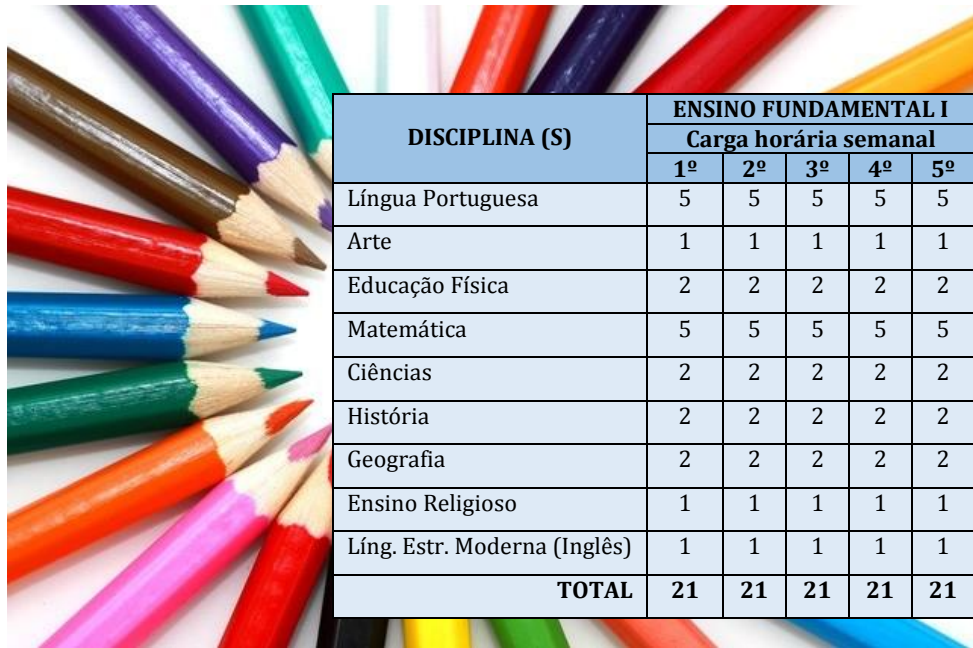 DISCIPLINA (S)
ENSINO FUNDAMENTAL I
Carga horária semanal
1º 2º 3º 4º 5º
Língua Portuguesa 5 5 5 5 5
Arte 1 1 1 1 1
Educação Física 2 2 2 2 2
Matemática 5 5 5 5 5
Ciências 2 2 2 2 2
História 2 2 2 2 2
Geografia 2 2 2 2 2
Ensino Religioso 1 1 1 1 1
Líng. Estr. Moderna (Inglês) 1 1 1 1 1
TOTAL 21 21 21 21 21